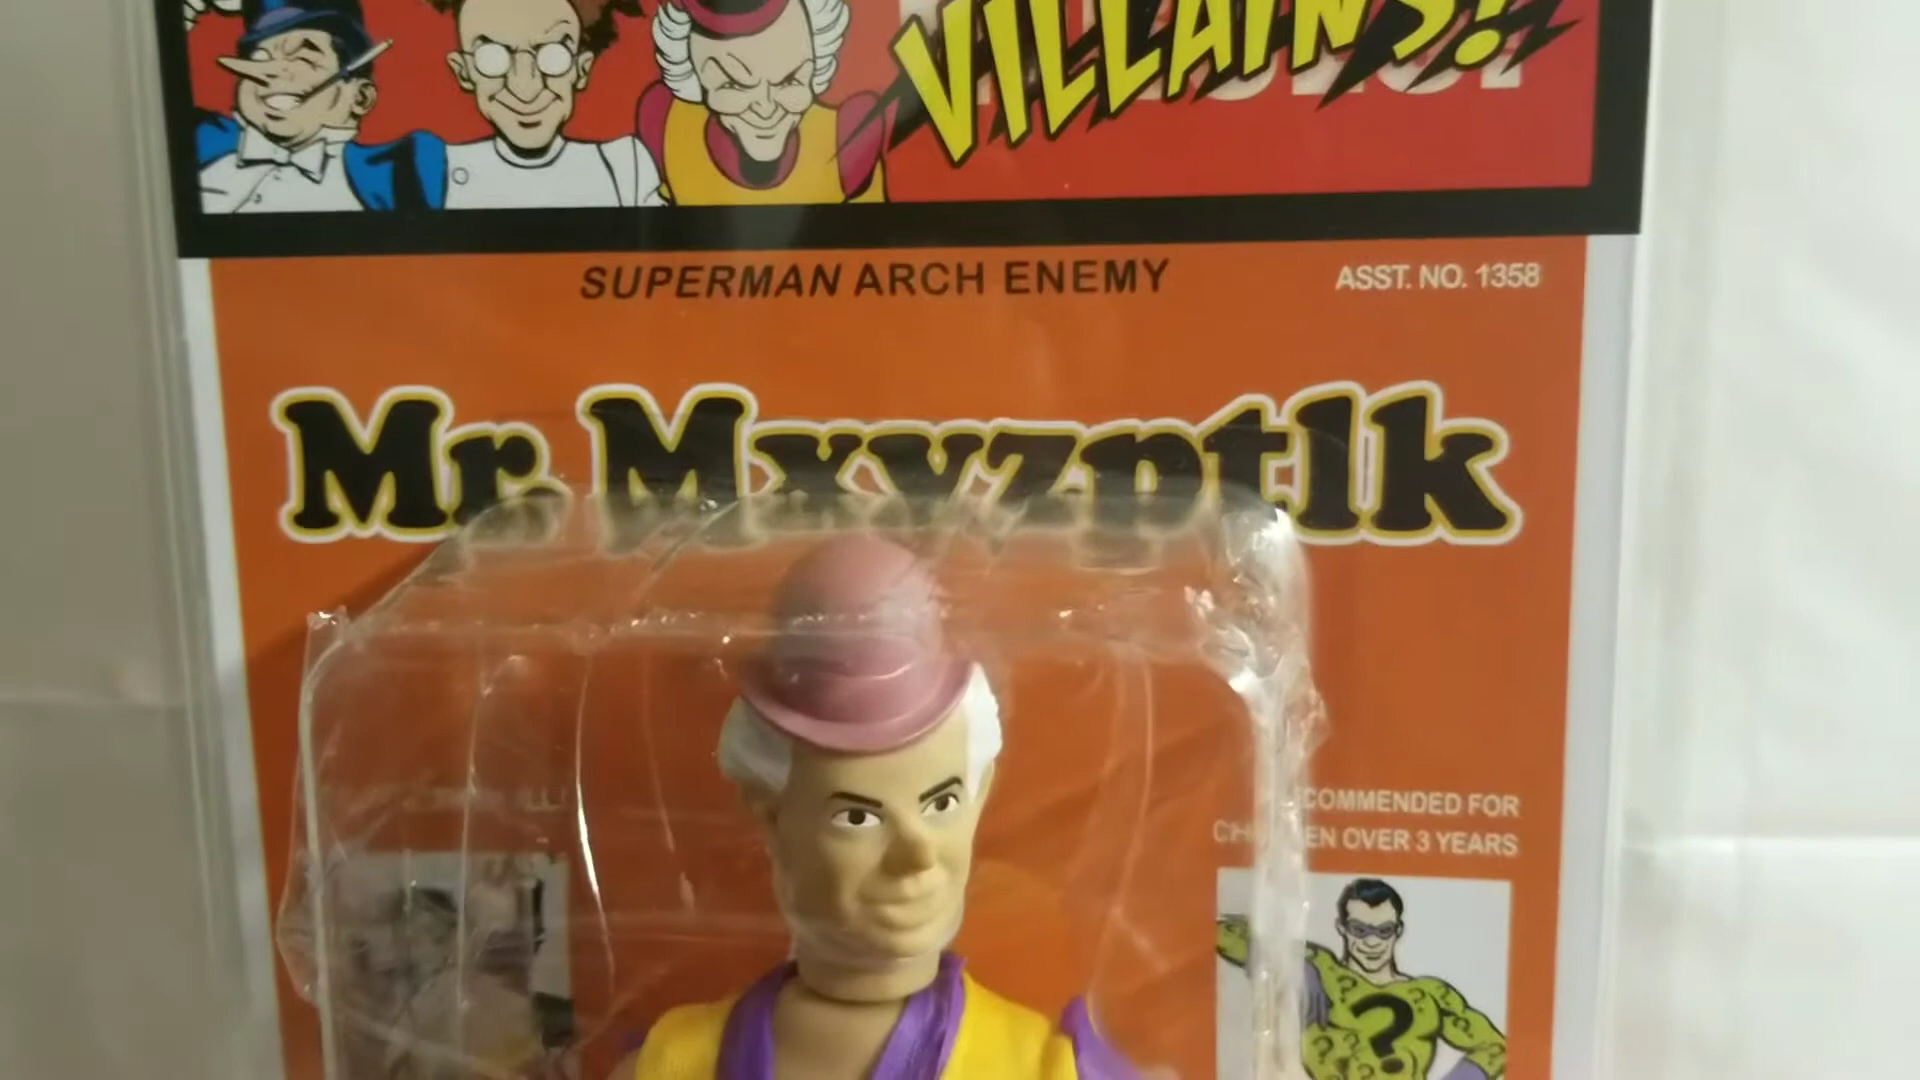 VILLAINS!
SUPERMAN ARCH ENEMY
ASST. NO. 1358
Mr. Mxyzptlk
COMMENDED FOR
EN OVER 3 YEARS
?